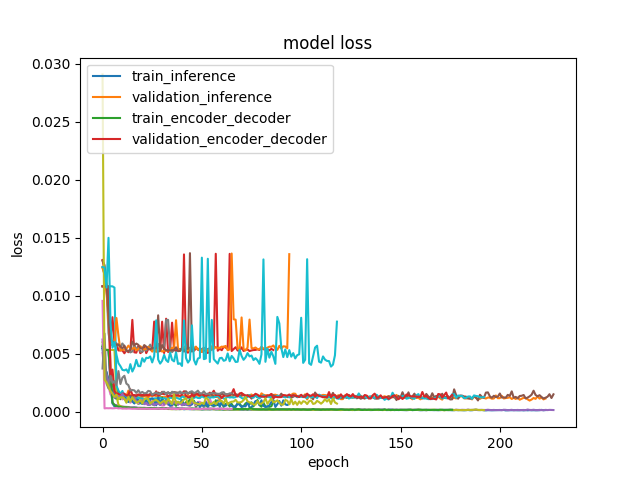 model loss
train_inference
validation_inference
train_encoder_decoder
validation_encoder_decoder
loss
0.030
0.025
0.020
0.015
0.010
0.005
0.000
0
50
100
150
200
epoch